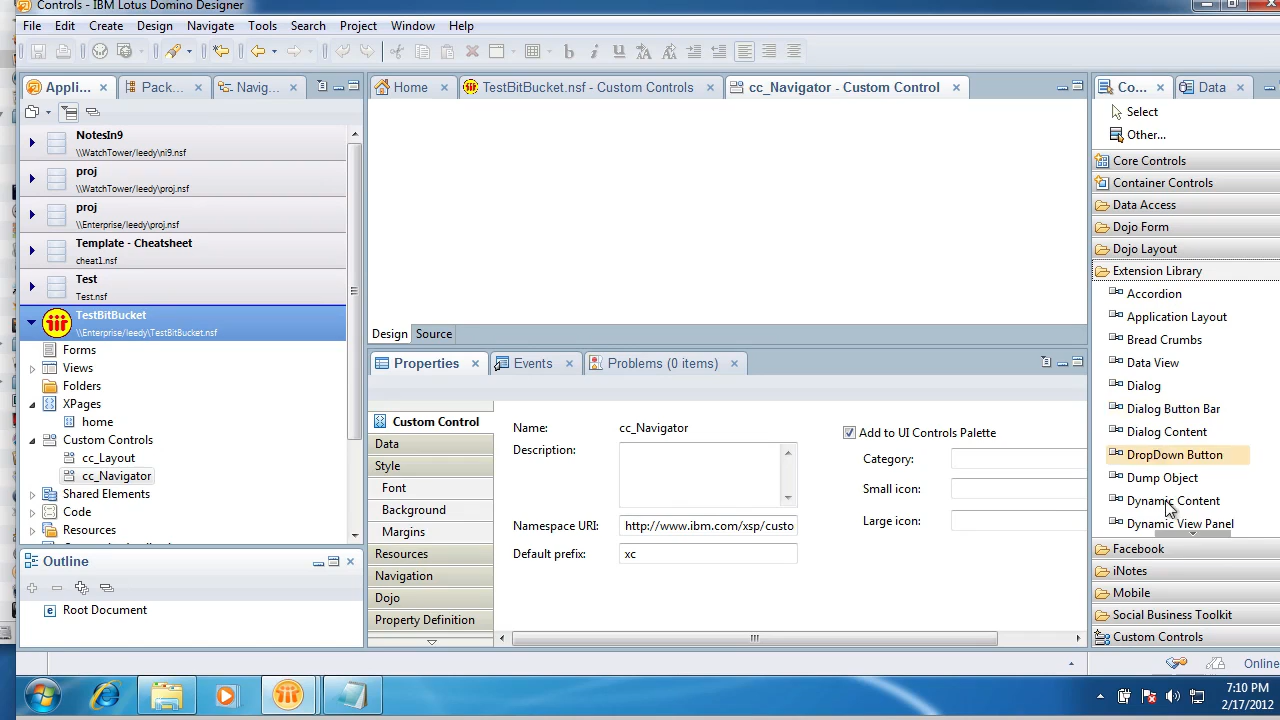 Controls - IBM Lotus Domino Designer
File Edit Create Design Navigate Tools Search Project Window Help
Appli... Pack... Navig...
NotesIn9
\\WatchTower/leedy/ni9.nsf
proj
\\WatchTower/leedy/proj.nsf
proj
\\Enterprise/leedy\proj.nsf
Template - Cheatsheet
cheat1.nsf
Test
Test.nsf
TestBitBucket
\\Enterprise/leedy\TestBitBucket.nsf
Forms
Views
Folders
XPages
home
Custom Controls
cc_Layout
cc_Navigator
Shared Elements
Code
Resources
Outline
Root Document
Home TestBitBucket.nsf - Custom Controls cc_Navigator - Custom Control
Design Source
Properties Events Problems (0 items)
Custom Control
Data
Style
Font
Background
Margins
Resources
Navigation
Dojo
Property Definition
Name: cc_Navigator
Description:
Namespace URI: http://www.ibm.com/xsp/custo
Default prefix: xc
Add to UI Controls Palette
Category:
Small icon:
Large icon:
Co... Data
Select
Other...
Core Controls
Container Controls
Data Access
Dojo Form
Dojo Layout
Extension Library
Accordion
Application Layout
Bread Crumbs
Data View
Dialog
Dialog Button Bar
Dialog Content
DropDown Button
Dump Object
Dynamic Content
Dynamic View Panel
Facebook
iNotes
Mobile
Social Business Toolkit
Custom Controls
Online
7:10 PM
2/17/2012